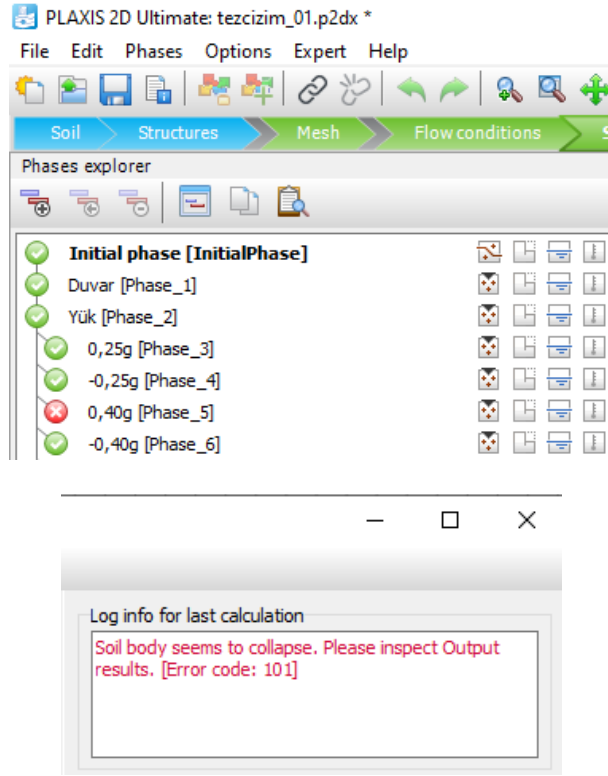 PLAXIS 2D Ultimate: tezcizim_01.p2dx *
File Edit Phases Options Expert Help
Soil Structures Mesh Flow conditions S
Phases explorer
Initial phase [InitialPhase]
Duvar [Phase_1]
Yük [Phase_2]
0,25g [Phase_3]
-0,25g [Phase_4]
0,40g [Phase_5]
-0,40g [Phase_6]
Log info for last calculation
Soil body seems to collapse. Please inspect Output
results. [Error code: 101]